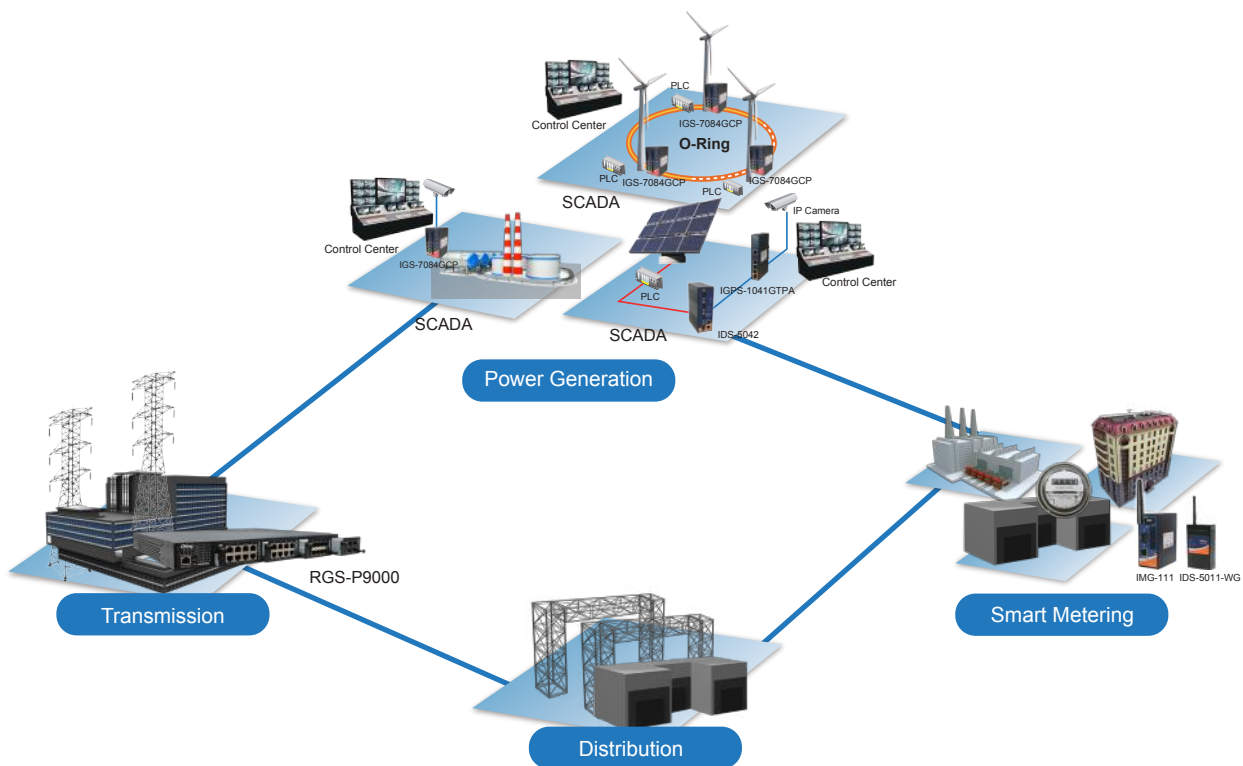 PLC
Control Center
IGS-7084GCP
O-Ring
PLC
IGS-7084GCP
PLC
IGS-7084GCP
SCADA
IP Camera
Control Center
IGS-7084GCP
Control Center
IGPS-1041GTPA
PLC
SCADA
SCADA
IDS-5042
Power Generation
RGS-P9000
IMG-111
IDS-5011-WG
Transmission
Smart Metering
Distribution